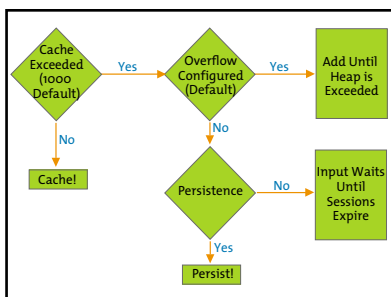 Cache
Exceeded
(1000
Default)
Yes
Overflow
Configured
(Default)
Yes
Add Until
Heap is
Exceeded
No
Cache!
No
Persistence
No
Input Waits
Until
Sessions
Expire
Yes
Persist!